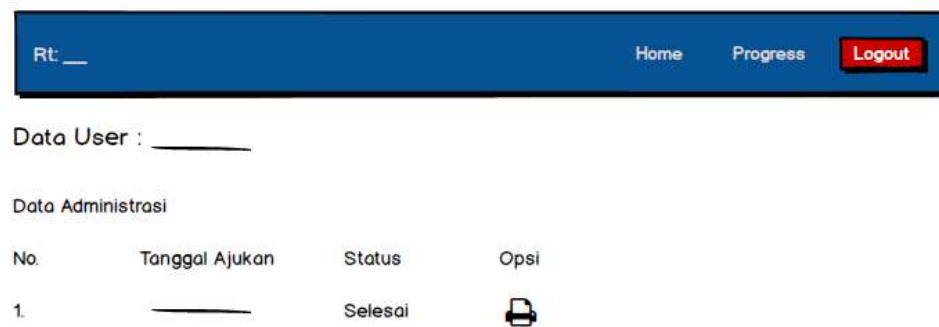 Rt: __ Home Progress Logout
Data User : ______
Data Administrasi
No. Tanggal Ajukan Status Opsi
1. ______ Selesai